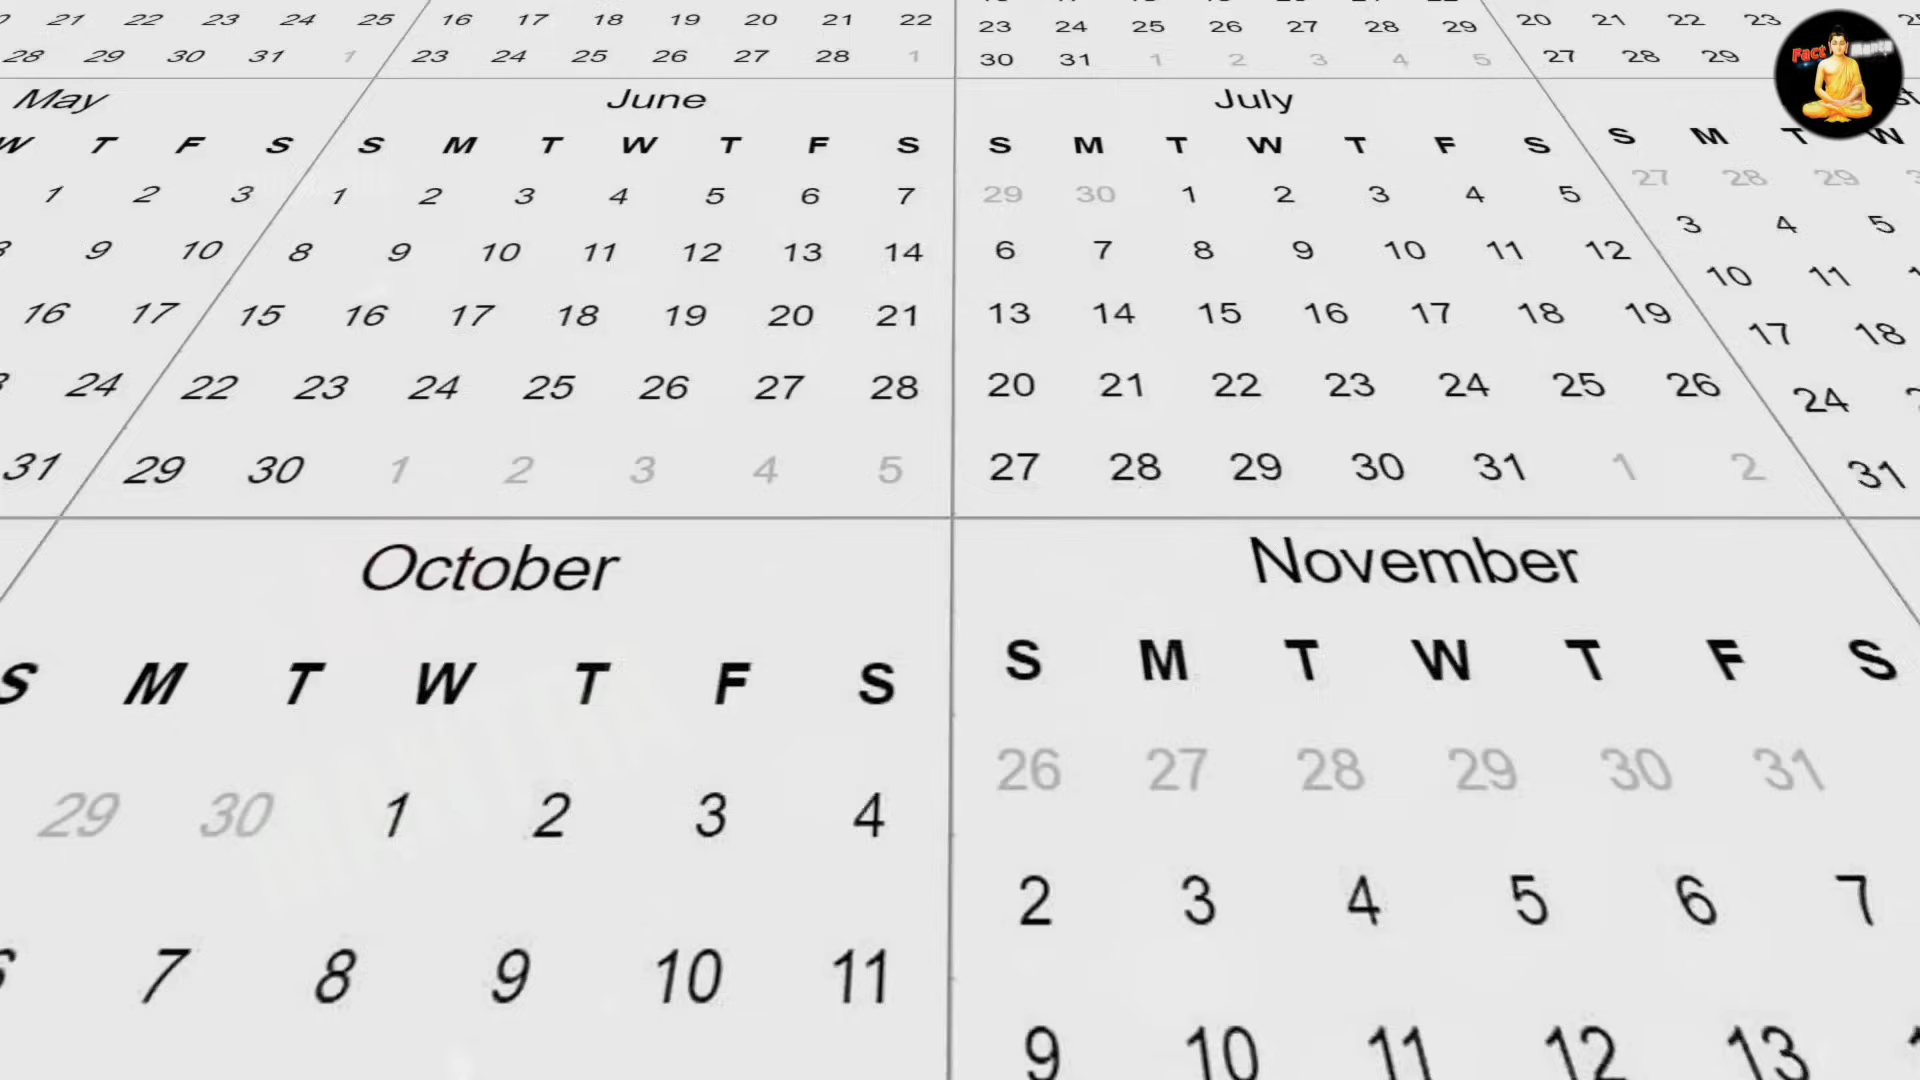 21 22 23 24 25 16 17 18 19 20 21 22
23 24 25 26 27 28 29 20 21 22 23
28 29 30 31 1 23 24 25 26 27 28 1
30 31 1 2 3 4 5 27 28 29
Fact Mantra
May June July
W T F S S M T W T F S S M T W T F S S M T W
1 2 3 1 2 3 4 5 6 7 29 30 1 2 3 4 5 27 28 29
9 10 8 9 10 11 12 13 14 6 7 8 9 10 11 12 3 4 5
16 17 15 16 17 18 19 20 21 13 14 15 16 17 18 19 10 11
24 22 23 24 25 26 27 28 20 21 22 23 24 25 26 17 18
31 29 30 1 2 3 4 5 27 28 29 30 31 1 2 24
31
October November
S M T W T F S S M T W T F S
29 30 1 2 3 4 26 27 28 29 30 31
7 8 9 10 11 2 3 4 5 6 7
9 10 11 12 13